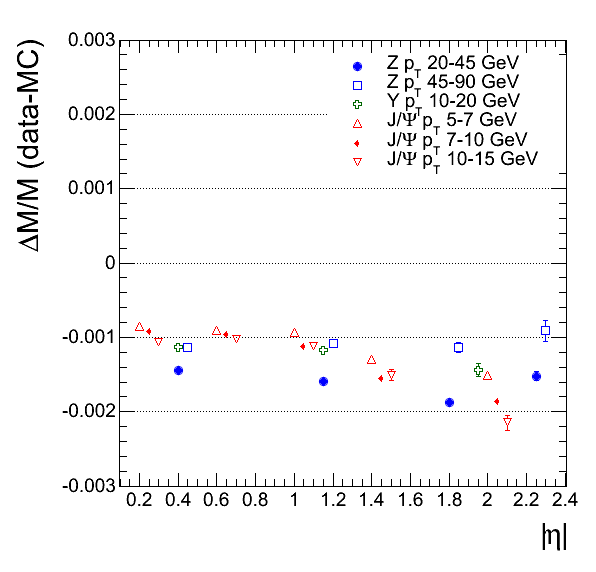 ΔM/M (data-MC)
0.003
0.002
0.001
0
-0.001
-0.002
-0.003
Z pT 20-45 GeV
Z pT 45-90 GeV
Y pT 10-20 GeV
J/Ψ pT 5-7 GeV
J/Ψ pT 7-10 GeV
J/Ψ pT 10-15 GeV
0.2 0.4 0.6 0.8 1 1.2 1.4 1.6 1.8 2 2.2 2.4
|η|